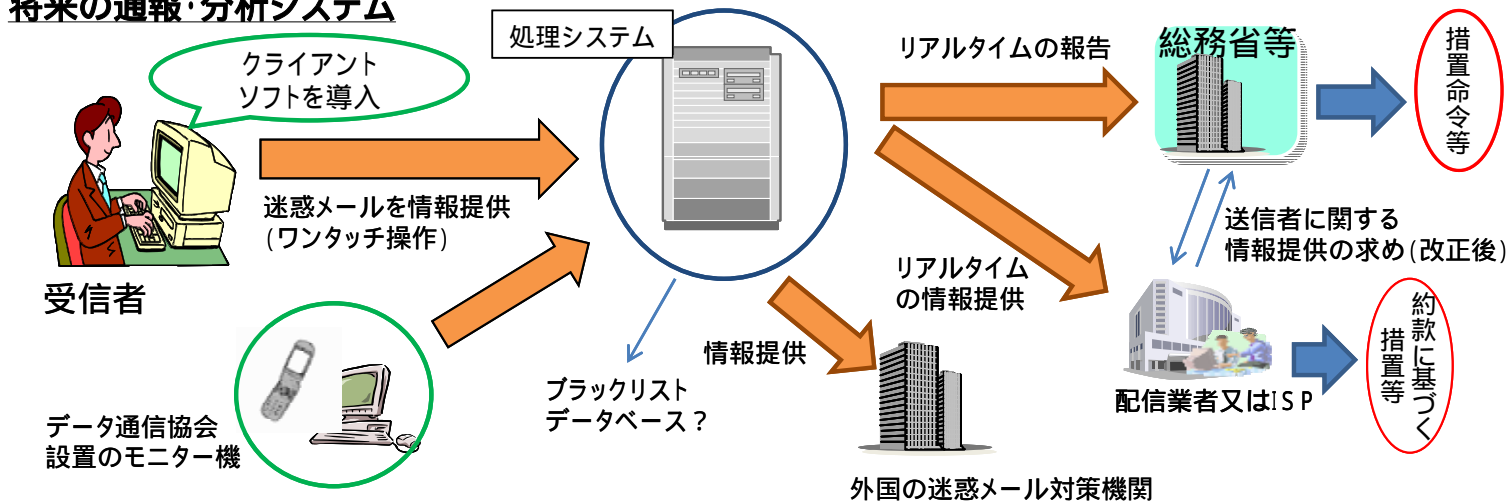 将来の通報・分析システム
クライアント
ソフトを導入
受信者
迷惑メールを情報提供
(ワンタッチ操作)
データ通信協会
設置のモニター機
処理システム
ブラックリスト
データベース？
情報提供
外国の迷惑メール対策機関
リアルタイムの報告
リアルタイム
の情報提供
総務省等
措置命令等
送信者に関する
情報提供の求め(改正後)
配信業者又はISP
約款に基づく
措置等